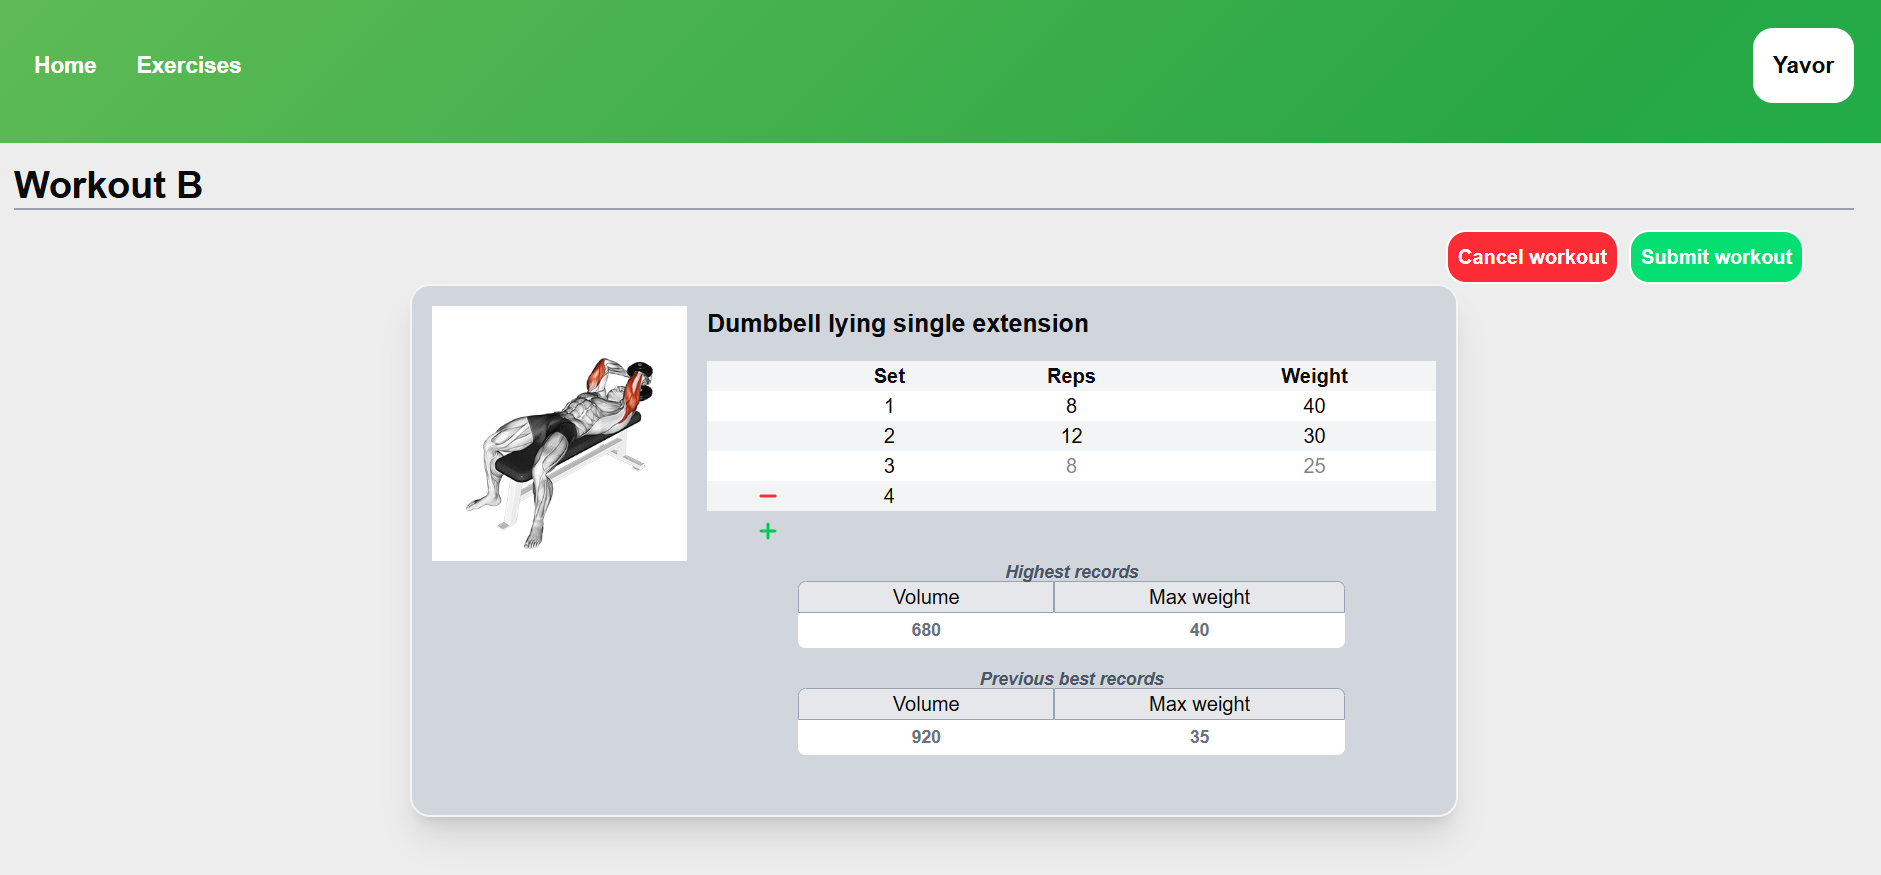 Home Exercises Yavor
Workout B
Cancel workout Submit workout
Dumbbell lying single extension
Set Reps Weight
1 8 40
2 12 30
3 8 25
4
Highest records
Volume Max weight
680 40
Previous best records
Volume Max weight
920 35